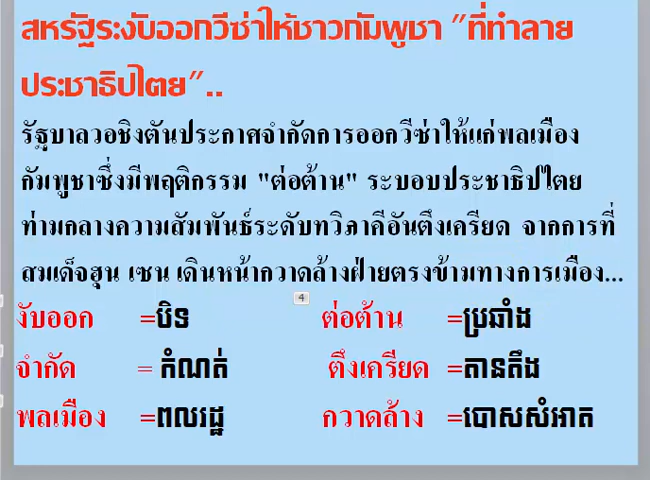 สหรัฐระงับออกวีซ่าให้ชาวกัมพูชา "ที่ทำลาย
ประชาธิปไตย"..
รัฐบาลวอชิงตันประกาศจำกัดการออกวีซ่าให้แก่พลเมือง
กัมพูชาซึ่งมีพฤติกรรม "ต่อต้าน" ระบอบประชาธิปไตย
ท่ามกลางความสัมพันธ์ระดับทวิภาคีอันตึงเครียด จากการที่
สมเด็จฮุน เซน เดินหน้ากวาดล้างฝ่ายตรงข้ามทางการเมือง...
4
งับออก =បិទ ต่อต้าน =ប្រឆាំង
จำกัด = កំណត់ ตึงเครียด =តានតឹង
พลเมือง =ពលរដ្ឋ กวาดล้าง =បោសសំអាត